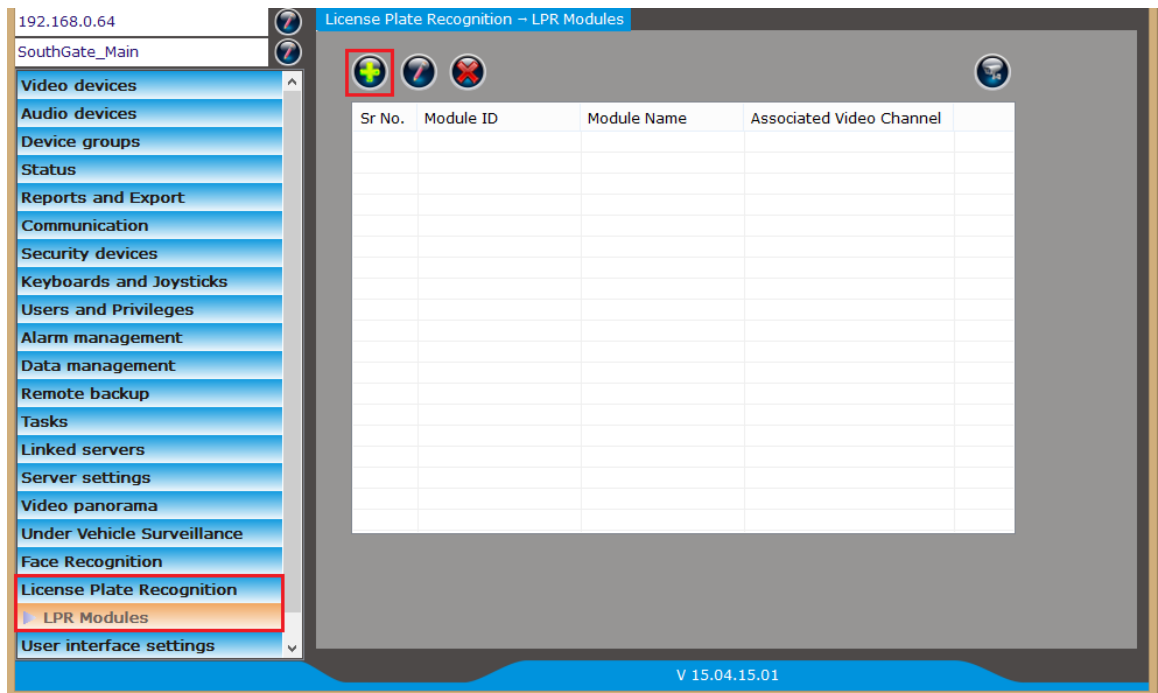 192.168.0.64
SouthGate_Main
Video devices
Audio devices
Device groups
Status
Reports and Export
Communication
Security devices
Keyboards and Joysticks
Users and Privileges
Alarm management
Data management
Remote backup
Tasks
Linked servers
Server settings
Video panorama
Under Vehicle Surveillance
Face Recognition
License Plate Recognition
LPR Modules
User interface settings
License Plate Recognition → LPR Modules
Sr No. Module ID Module Name Associated Video Channel
V 15.04.15.01